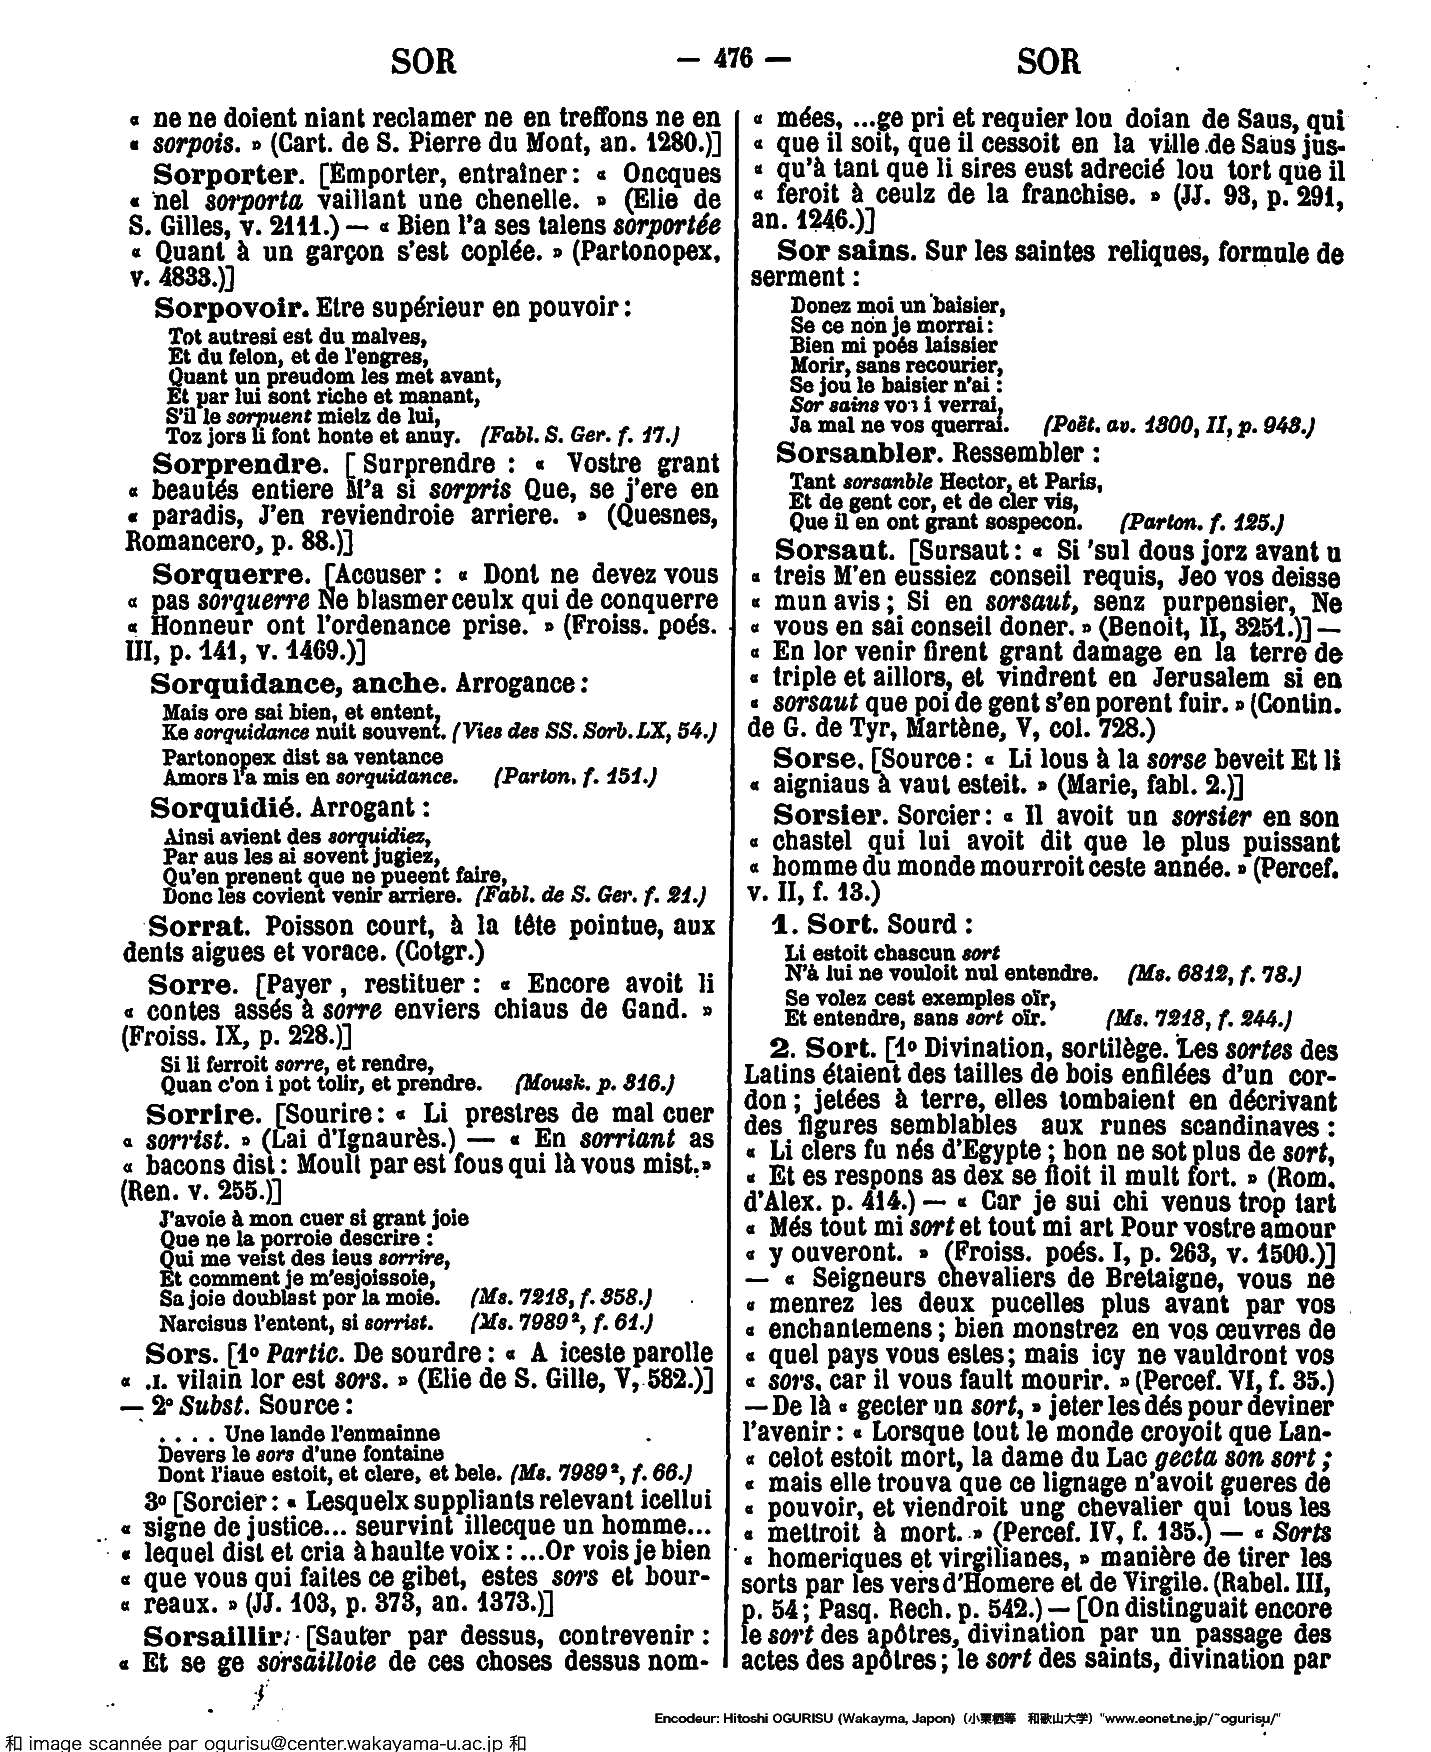 SOR — 476 — SOR
« ne ne doient niant reclamer ne en treffons ne en
« sorpois. » (Cart. de S. Pierre du Mont, an. 1280.)]
Sorporter. [Emporter, entraîner : « Oncques
« nel sorporta vaillant une chenelle. » (Elie de
S. Gilles, v. 2111.) — « Bien l'a ses talens sorportée
« Quant à un garçon s'est coplée. » (Partonopex,
v. 4833.)]
Sorpovoir. Etre supérieur en pouvoir :
Tot autresi est du malves,
Et du felon, et de l'engres,
Quant un preudom les met avant,
Et par lui sont riche et manant,
S'il le sorpuent mielz de lui,
Toz jors li font honte et anuy. (Fabl. S. Ger. f. 17.)
Sorprendre. [Surprendre : « Vostre grant
« beautés entiere M'a si sorpris Que, se j'ere en
« paradis, J'en reviendroie arriere. » (Quesnes,
Romancero, p. 88.)]
Sorquerre. [Accuser : « Dont ne devez vous
« pas sorquerre Ne blasmer ceulx qui de conquerre
« Honneur ont l'ordenance prise. » (Froiss. poés.
III, p. 141, v. 1469.)]
Sorquidance, anche. Arrogance :
Mais ore sai bien, et entent,
Ke sorquidance nuit souvent. (Vies des SS. Sorb. LX, 54.)
Partonopex dist sa ventance
Amors l'a mis en sorquidance. (Parton. f. 151.)
Sorquidié. Arrogant :
Ainsi avient des sorquidiez,
Par aus les ai sovent jugiez,
Qu'en prenent que ne pueent faire,
Donc les covient venir arriere. (Fabl. de S. Ger. f. 21.)
Sorrat. Poisson court, à la tête pointue, aux
dents aigues et vorace. (Cotgr.)
Sorre. [Payer, restituer : « Encore avoit li
« contes assés à sorre enviers chiaus de Gand. »
(Froiss. IX, p. 228.)]
Si li ferroit sorre, et rendre,
Quan c'on i pot tolir, et prendre. (Mousk. p. 316.)
Sorrire. [Sourire : « Li prestres de mal cuer
« sorrist. » (Lai d'Ignaurès.) — « En sorriant as
« bacons dist : Moult par est fous qui là vous mist. »
(Ren. v. 255.)]
J'avoie à mon cuer si grant joie
Que ne la porroie descrire :
Qui me veist des ieus sorrire,
Et comment je m'esjoissoie,
Sa joie doublast por la moie. (Ms. 7218, f. 358.)
Narcisus l'entent, si sorrist. (Ms. 7989², f. 61.)
Sors. [1º Partic. De sourdre : « A iceste parolle
« .I. vilain lor est sors. » (Elie de S. Gille, V, 582.)]
— 2º Subst. Source :
. . . . Une lande l'enmainne
Devers le sors d'une fontaine
Dont l'iaue estoit, et clere, et bele. (Ms. 7989², f. 66.)
3º [Sorcier : « Lesquelx suppliants relevant icellui
« signe de justice... seurvint illecque un homme...
« lequel dist et cria à haulte voix : ...Or vois je bien
« que vous qui faites ce gibet, estes sors et bour-
« reaux. » (JJ. 103, p. 373, an. 1373.)]
Sorsaillir. [Sauter par dessus, contrevenir :
« Et se ge sorsailloie de ces choses dessus nom-
« mées, ...ge pri et requier lou doian de Saus, qui
« que il soit, que il cessoit en la ville de Saus jus-
« qu'à tant que li sires eust adrecié lou tort que il
« feroit à ceulz de la franchise. » (JJ. 93, p. 291,
an. 1246.)]
Sor sains. Sur les saintes reliques, formule de
serment :
Donez moi un baisier,
Se ce non je morrai :
Bien mi poés laissier
Morir, sans recourier,
Se jou le baisier n'ai :
Sor sains vos i verrai,
Ja mal ne vos querrai. (Poët. av. 1300, II, p. 943.)
Sorsanbler. Ressembler :
Tant sorsanble Hector, et Paris,
Et de gent cor, et de cler vis,
Que il en ont grant sospecon. (Parton. f. 125.)
Sorsaut. [Sursaut : « Si 'sul dous jorz avant u
« treis M'en eussiez conseil requis, Jeo vos deisse
« mun avis ; Si en sorsaut, senz purpensier, Ne
« vous en sai conseil doner. » (Benoit, II, 3251.)] —
« En lor venir firent grant damage en la terre de
« triple et aillors, et vindrent en Jerusalem si en
« sorsaut que poi de gent s'en porent fuir. » (Contin.
de G. de Tyr, Martène, V, col. 728.)
Sorse. [Source : « Li lous à la sorse beveit Et li
« aigniaus à vaut esteit. » (Marie, fabl. 2.)]
Sorsier. Sorcier : « Il avoit un sorsier en son
« chastel qui lui avoit dit que le plus puissant
« homme du monde mourroit ceste année. » (Percef.
v. II, f. 13.)
1. Sort. Sourd :
Li estoit chascun sort
N'à lui ne vouloit nul entendre. (Ms. 6812, f. 78.)
Se volez cest exemples oïr,
Et entendre, sans sort oïr. (Ms. 7218, f. 244.)
2. Sort. [1º Divination, sortilège. Les sortes des
Latins étaient des tailles de bois enfilées d'un cor-
don ; jetées à terre, elles tombaient en décrivant
des figures semblables aux runes scandinaves :
« Li clers fu nés d'Egypte ; hon ne sot plus de sort,
« Et es respons as dex se fioit il mult fort. » (Rom.
d'Alex. p. 414.) — « Car je sui chi venus trop tart
« Més tout mi sort et tout mi art Pour vostre amour
« y ouveront. » (Froiss. poés. I, p. 263, v. 1500.)]
— « Seigneurs chevaliers de Bretaigne, vous ne
« menrez les deux pucelles plus avant par vos
« enchantemens ; bien monstrez en vos œuvres de
« quel pays vous estes ; mais icy ne vauldront vos
« sors, car il vous fault mourir. » (Percef. VI, f. 35.)
— De là « gecter un sort, » jeter les dés pour deviner
l'avenir : « Lorsque tout le monde croyoit que Lan-
« celot estoit mort, la dame du Lac gecta son sort ;
« mais elle trouva que ce lignage n'avoit gueres de
« pouvoir, et viendroit ung chevalier qui tous les
« mettroit à mort. » (Percef. IV, f. 135.) — « Sorts
« homeriques et virgilianes, » manière de tirer les
sorts par les vers d'Homere et de Virgile. (Rabel. III,
p. 54 ; Pasq. Rech. p. 542.) — [On distinguait encore
le sort des apôtres, divination par un passage des
actes des apôtres ; le sort des saints, divination par
Encodeur: Hitoshi OGURISU (Wakayma, Japon) (小栗栖等 和歌山大学) "www.eonet.ne.jp/~ogurisu/"
和 image scannée par ogurisu@center.wakayama-u.ac.jp 和